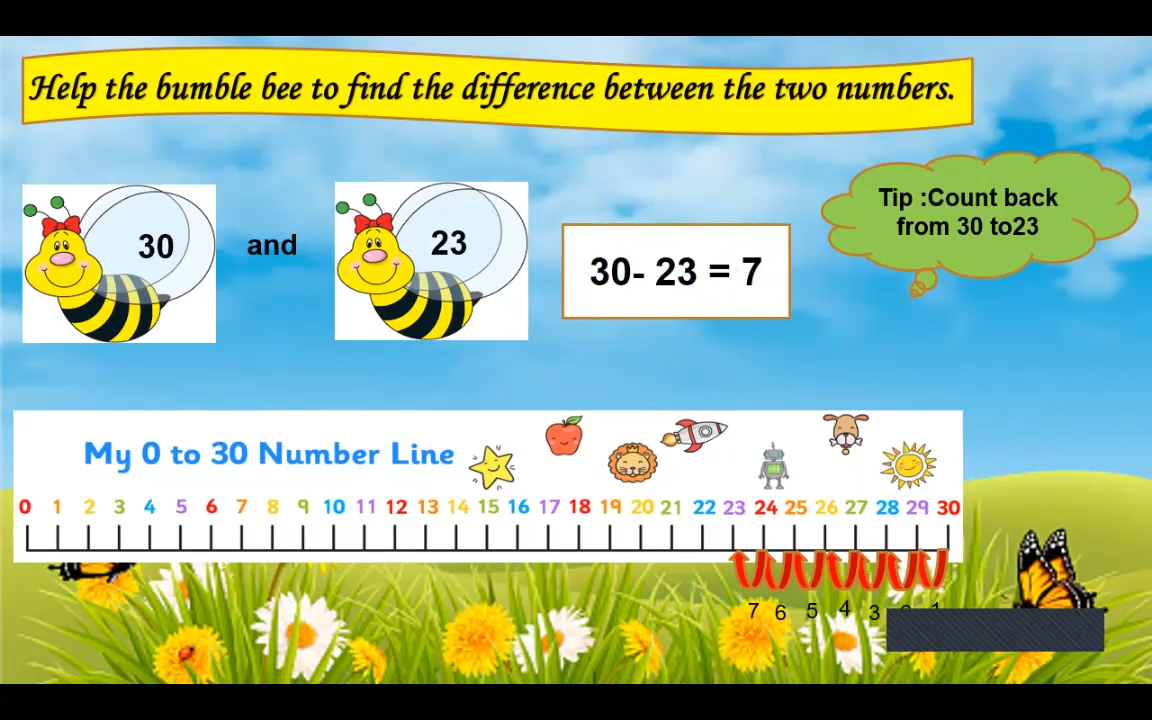 Help the bumble bee to find the difference between the two numbers.
30 and 23
30- 23 = 7
Tip :Count back
from 30 to23
My 0 to 30 Number Line
0 1 2 3 4 5 6 7 8 9 10 11 12 13 14 15 16 17 18 19 20 21 22 23 24 25 26 27 28 29 30
7 6 5 4 3